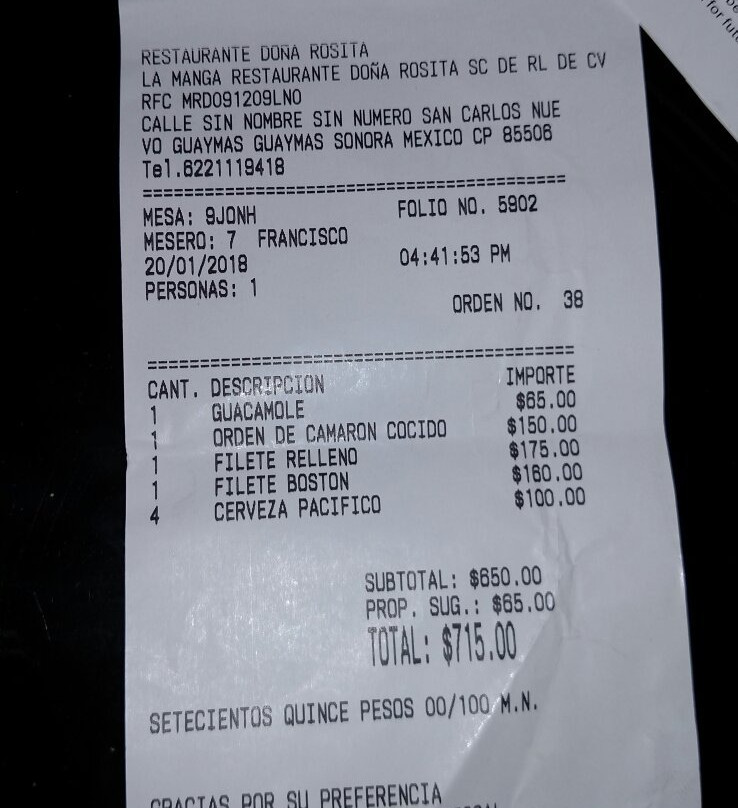 RESTAURANTE DOÑA ROSITA
LA MANGA RESTAURANTE DOÑA ROSITA SC DE RL DE CV
RFC MRD091209LN0
CALLE SIN NOMBRE SIN NUMERO SAN CARLOS NUE
VO GUAYMAS GUAYMAS SONORA MEXICO CP 85506
Tel.6221119418
MESA: 9JONH FOLIO NO. 5902
MESERO: 7 FRANCISCO
20/01/2018 04:41:53 PM
PERSONAS: 1
ORDEN NO. 38
CANT. DESCRIPCION IMPORTE
1 GUACAMOLE $65.00
1 ORDEN DE CAMARON COCIDO $150.00
1 FILETE RELLENO $175.00
1 FILETE BOSTON $160.00
4 CERVEZA PACIFICO $100.00
SUBTOTAL: $650.00
PROP. SUG.: $65.00
TOTAL: $715.00
SETECIENTOS QUINCE PESOS 00/100 M.N.
GRACIAS POR SU PREFERENCIA
for